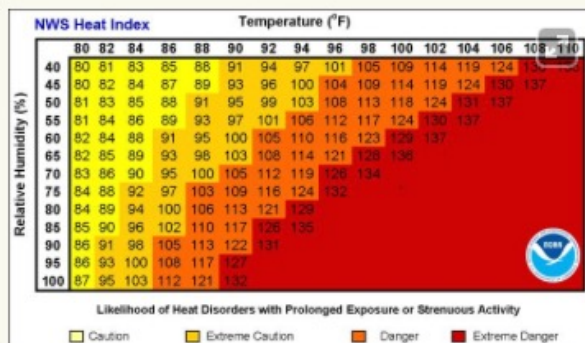 NWS Heat Index
Temperature (°F)
80 82 84 86 88 90 92 94 96 98 100 102 104 106 108 110
40 80 81 83 85 88 91 94 97 101 105 109 114 119 124 130
45 80 82 84 87 89 93 96 100 104 109 114 119 124 130 137
50 81 83 85 88 91 95 99 103 108 113 118 124 131 137
55 81 84 86 89 93 97 101 106 112 117 124 130 137
60 82 84 88 91 95 100 105 110 116 123 129 137
65 82 85 89 93 98 103 108 114 121 128 136
70 83 86 90 95 100 105 112 119 126 134
75 84 88 92 97 103 109 116 124 132
80 84 89 94 100 106 113 121 129
85 85 90 96 102 110 117 126 135
90 86 91 98 105 113 122 131
95 86 93 100 108 117 127
100 87 95 103 112 121 132
Relative Humidity (%)
Likelihood of Heat Disorders with Prolonged Exposure or Strenuous Activity
Caution
Extreme Caution
Danger
Extreme Danger